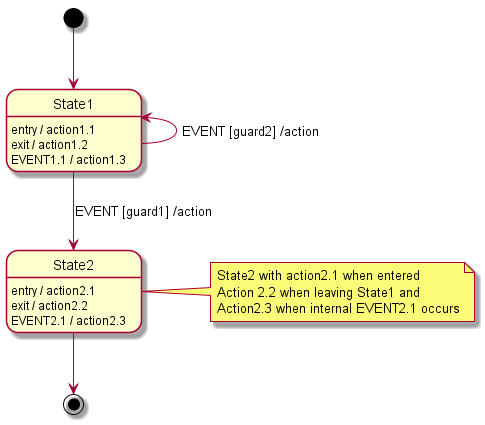 State1
entry / action1.1
exit / action1.2
EVENT1.1 / action1.3
EVENT [guard2] /action
EVENT [guard1] /action
State2
entry / action2.1
exit / action2.2
EVENT2.1 / action2.3
State2 with action2.1 when entered
Action 2.2 when leaving State1 and
Action2.3 when internal EVENT2.1 occurs